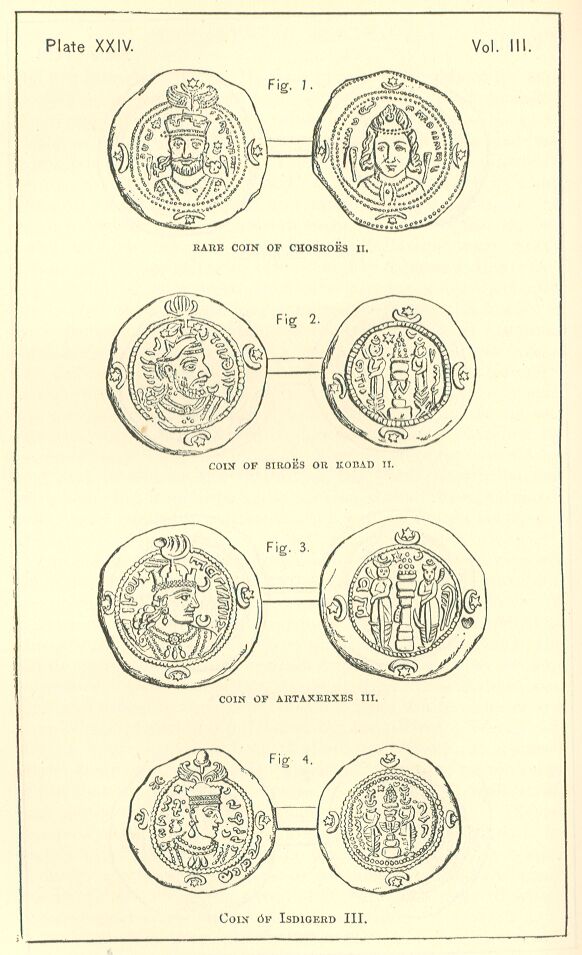 Plate XXIV.
Vol. III.
Fig. 1.
RARE COIN OF CHOSROËS II.
Fig 2.
COIN OF SIROËS OR KOBAD II.
Fig. 3.
COIN OF ARTAXERXES III.
Fig 4.
COIN OF ISDIGERD III.